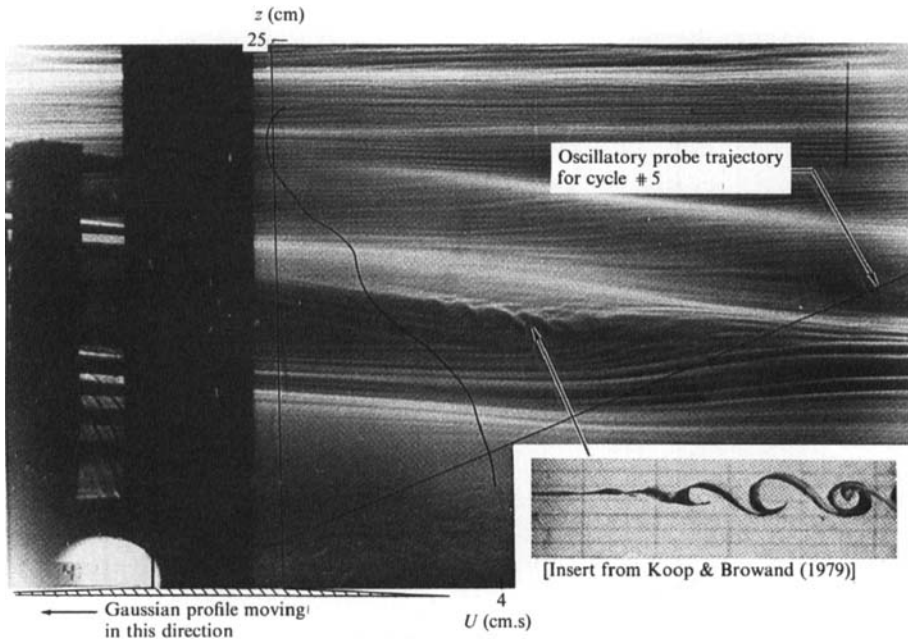 z (cm)
25
Oscillatory probe trajectory
for cycle # 5
[Insert from Koop & Browand (1979)]
4
U (cm.s)
Gaussian profile moving
in this direction